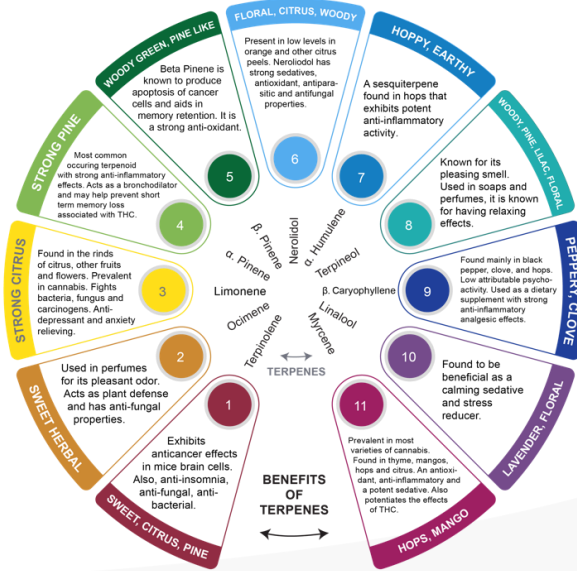 SWEET, CITRUS, PINE
1
Exhibits
anticancer effects
in mice brain cells.
Also, anti-insomnia,
anti-fungal, anti-
bacterial.
Terpinolene
SWEET HERBAL
2
Used in perfumes
for its pleasant odor.
Acts as plant defense
and has anti-fungal
properties.
Ocimene
STRONG CITRUS
3
Found in the rinds
of citrus, other fruits
and flowers. Prevalent
in cannabis. Fights
bacteria, fungus and
carcinogens. Anti-
depressant and anxiety
relieving.
Limonene
STRONG PINE
4
Most common
occuring terpenoid
with strong anti-inflammatory
effects. Acts as a bronchodilator
and may help prevent short
term memory loss
associated with THC.
α. Pinene
WOODY GREEN, PINE LIKE
5
Beta Pinene is
known to produce
apoptosis of cancer
cells and aids in
memory retention. It is
a strong anti-oxidant.
β. Pinene
FLORAL, CITRUS, WOODY
6
Present in low levels in
orange and other citrus
peels. Neroliodol has
strong sedatives,
antioxidant, antipara-
sitic and antifungal
properties.
Nerolidol
HOPPY, EARTHY
7
A sesquiterpene
found in hops that
exhibits potent
anti-inflammatory
activity.
α. Humulene
WOODY, PINE, LILAC, FLORAL
8
Known for its
pleasing smell.
Used in soaps and
perfumes, it is known
for having relaxing
effects.
Terpineol
PEPPERY, CLOVE
9
Found mainly in black
pepper, clove, and hops.
Low attributable psycho-
activity. Used as a dietary
supplement with strong
anti-inflammatory
analgesic effects.
β. Caryophyllene
LAVENDER, FLORAL
10
Found to be
beneficial as a
calming sedative
and stress
reducer.
Linalool
HOPS, MANGO
11
Prevalent in most
varieties of cannabis.
Found in thyme, mangos,
hops and citrus. An antioxi-
dant, anti-inflammatory and
a potent sedative. Also
potentiates the effects
of THC.
Myrcene
TERPENES
BENEFITS
OF
TERPENES